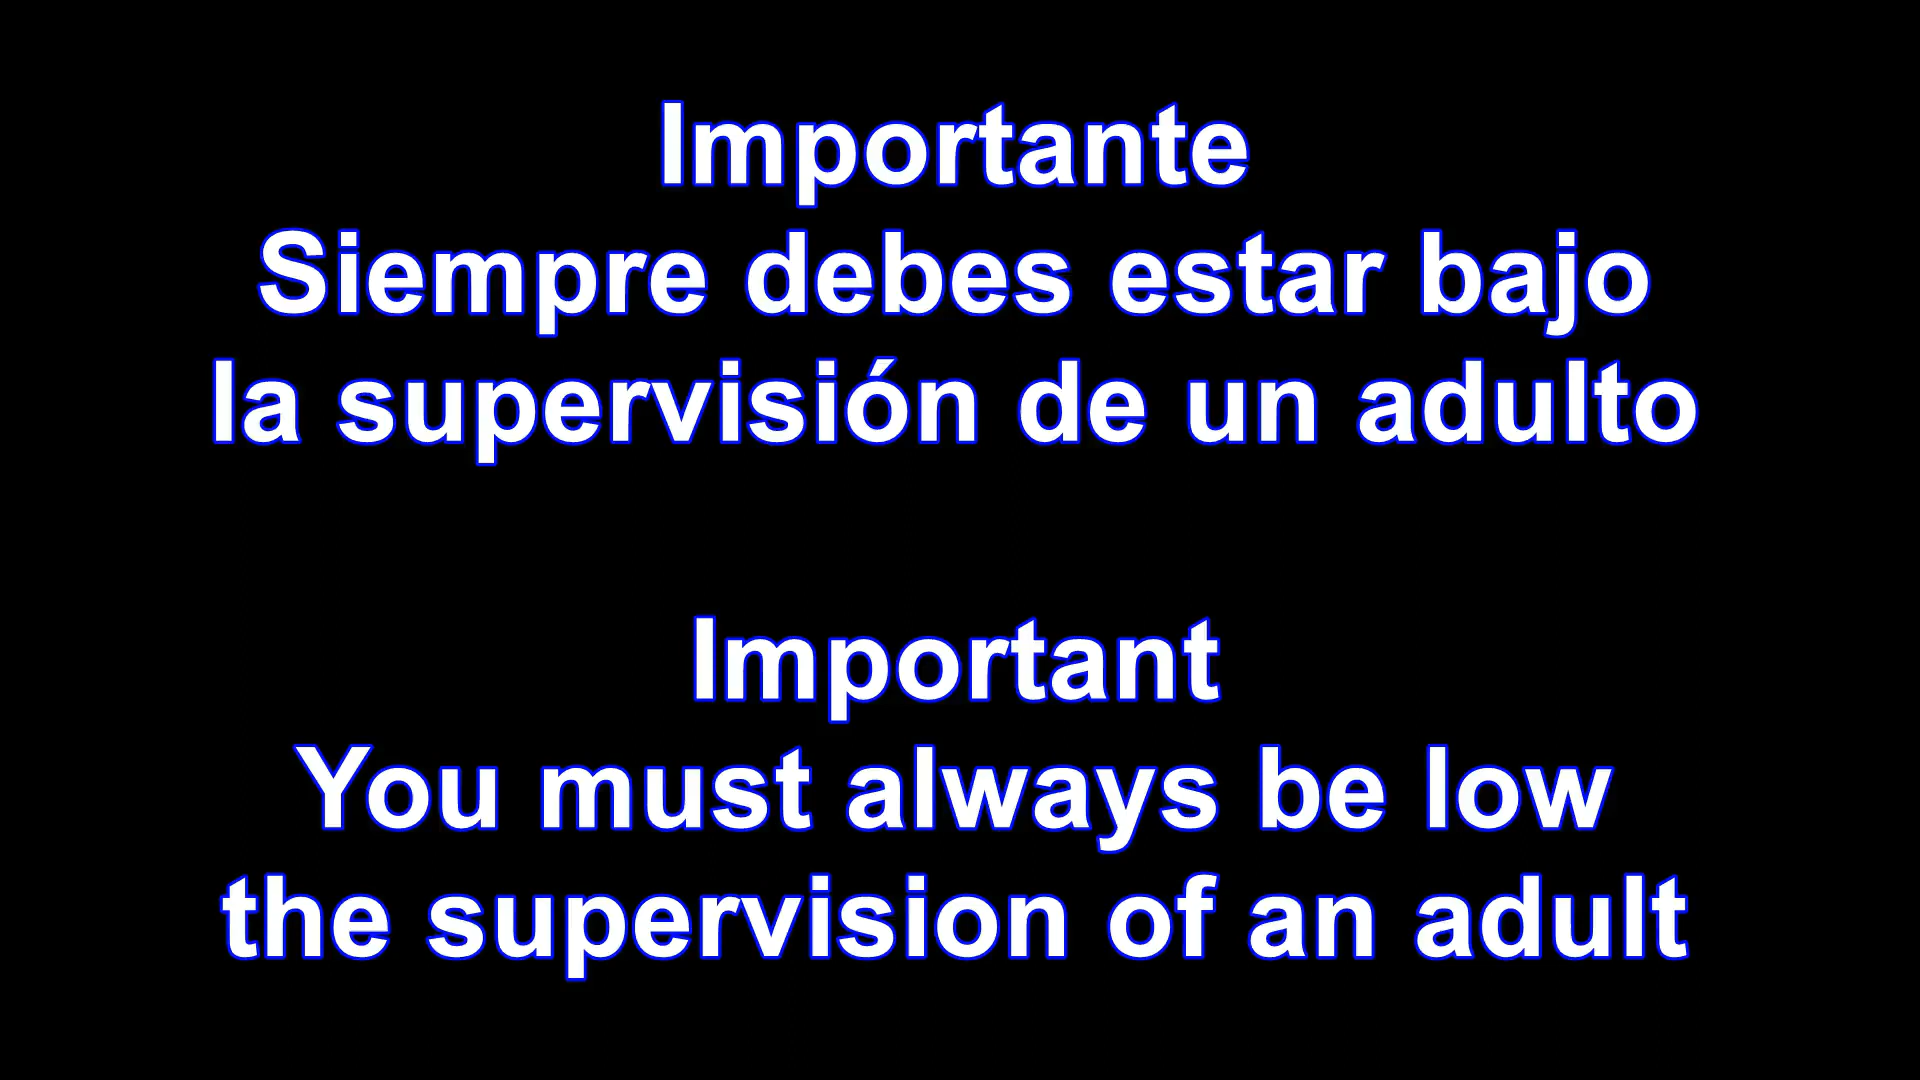 Importante
Siempre debes estar bajo
la supervisión de un adulto
Important
You must always be low
the supervision of an adult